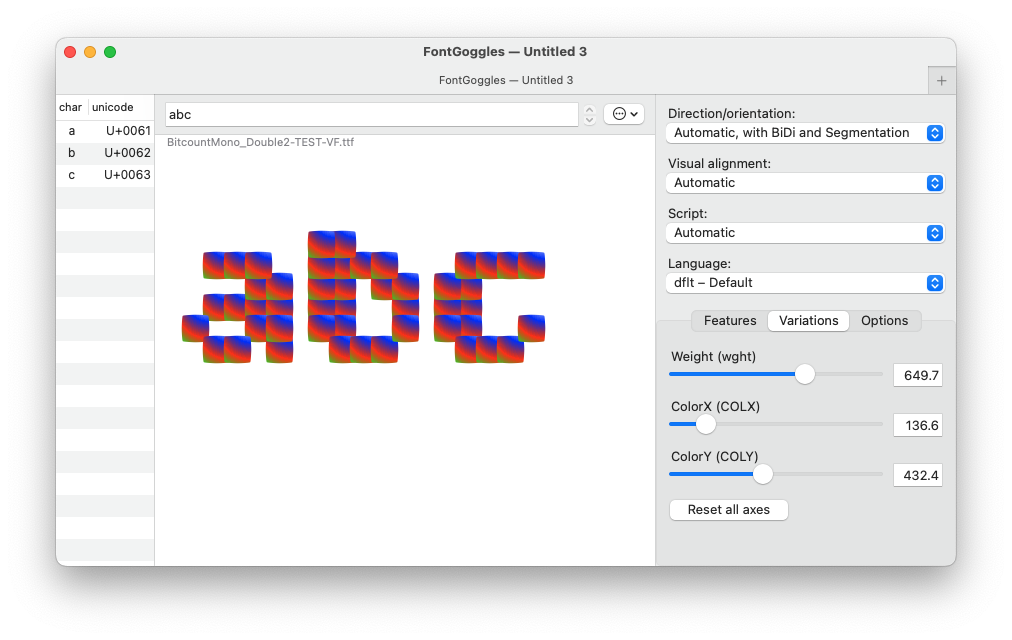 FontGoggles — Untitled 3
FontGoggles — Untitled 3
+
char unicode
a U+0061
b U+0062
c U+0063
abc
BitcountMono_Double2-TEST-VF.ttf
abc
Direction/orientation:
Automatic, with BiDi and Segmentation
Visual alignment:
Automatic
Script:
Automatic
Language:
dflt – Default
Features Variations Options
Weight (wght)
649.7
ColorX (COLX)
136.6
ColorY (COLY)
432.4
Reset all axes